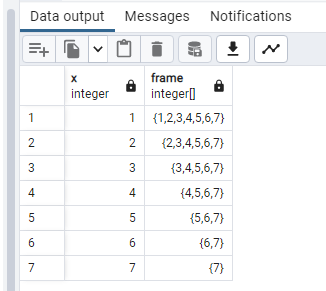 Data output Messages Notifications
x integer frame integer[]
1 1 {1,2,3,4,5,6,7}
2 2 {2,3,4,5,6,7}
3 3 {3,4,5,6,7}
4 4 {4,5,6,7}
5 5 {5,6,7}
6 6 {6,7}
7 7 {7}